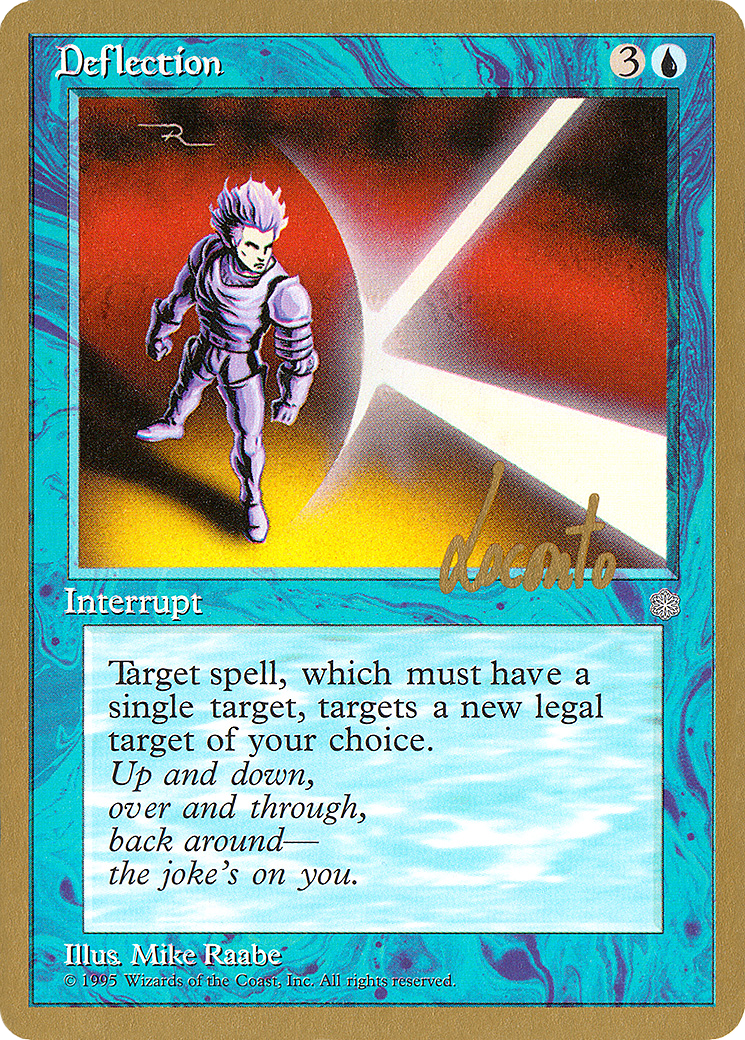 Deflection 3
R
loconto
Interrupt
Target spell, which must have a
single target, targets a new legal
target of your choice.
Up and down,
over and through,
back around—
the joke's on you.
Illus. Mike Raabe
© 1995 Wizards of the Coast, Inc. All rights reserved.